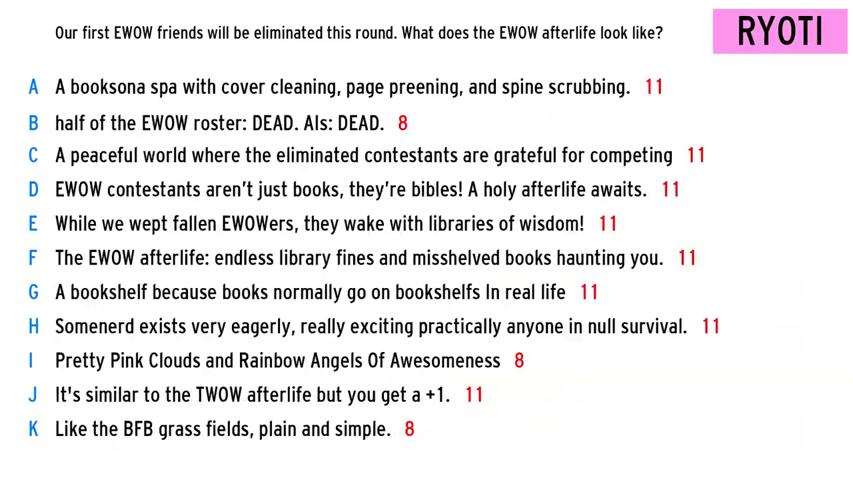 Our first EWOW friends will be eliminated this round. What does the EWOW afterlife look like?
RYOTI
A A booksona spa with cover cleaning, page preening, and spine scrubbing. 11
B half of the EWOW roster: DEAD. AIs: DEAD. 8
C A peaceful world where the eliminated contestants are grateful for competing 11
D EWOW contestants aren't just books, they're bibles! A holy afterlife awaits. 11
E While we wept fallen EWOWers, they wake with libraries of wisdom! 11
F The EWOW afterlife: endless library fines and misshelved books haunting you. 11
G A bookshelf because books normally go on bookshelfs In real life 11
H Somenerd exists very eagerly, really exciting practically anyone in null survival. 11
I Pretty Pink Clouds and Rainbow Angels Of Awesomeness 8
J It's similar to the TWOW afterlife but you get a +1. 11
K Like the BFB grass fields, plain and simple. 8